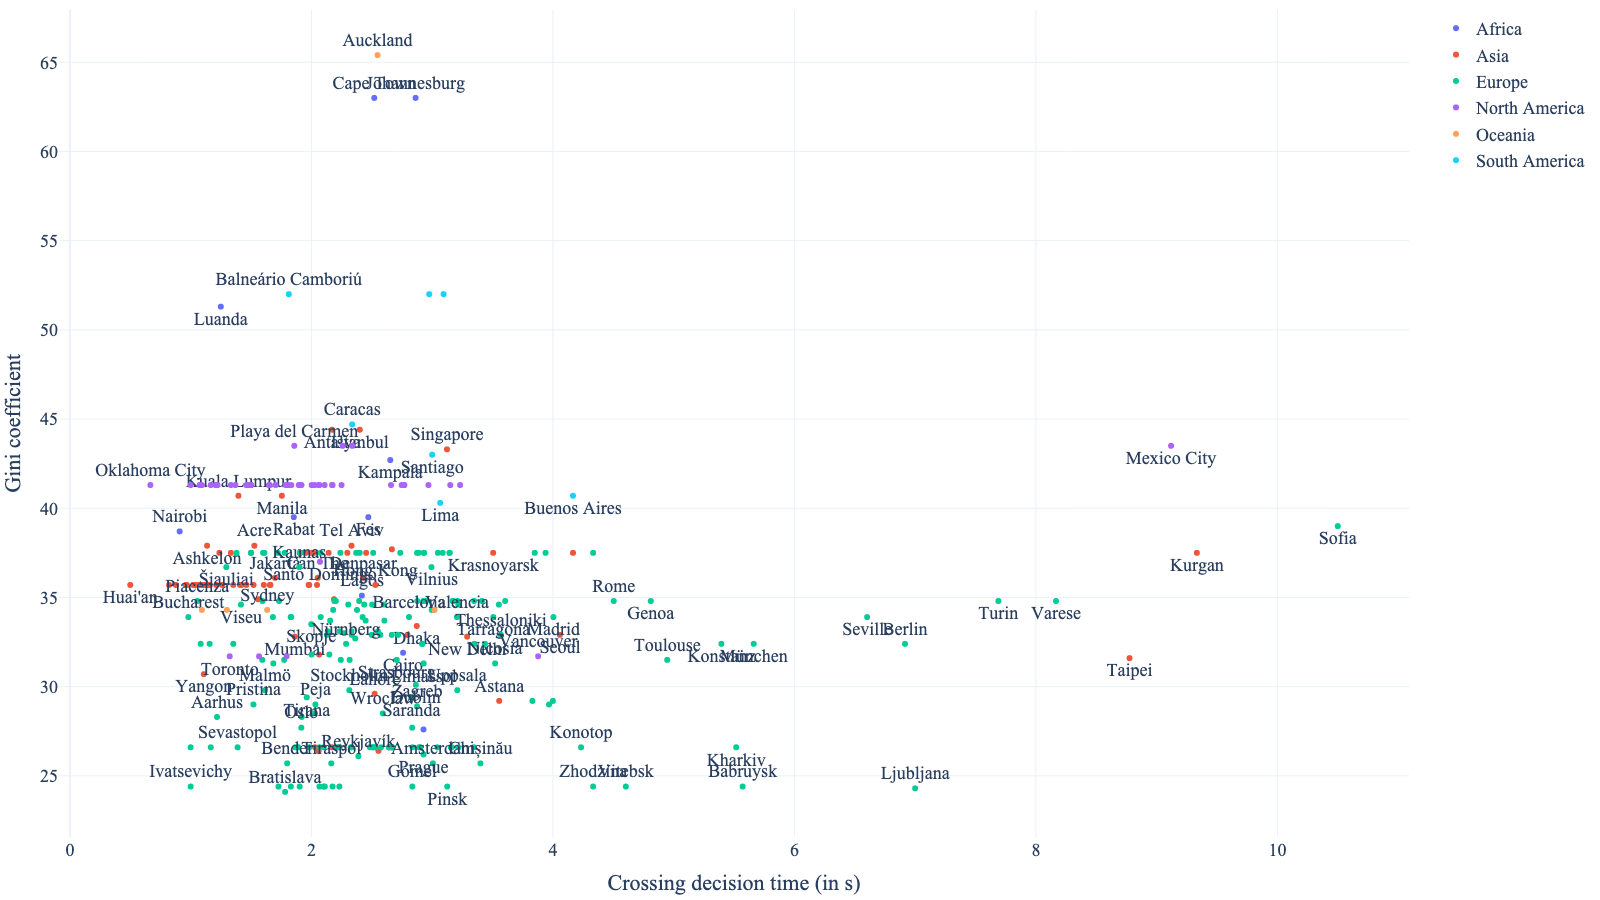 Auckland
Cape Town
Johannesburg
65
60
55
Balneário Camboriú
Luanda
50
Caracas
45
Playa del Carmen
Antalya
Istanbul
Singapore
Mexico City
Oklahoma City
Kuala Lumpur
Kampala
Santiago
Manila
Lima
Buenos Aires
40
Nairobi
Acre
Rabat
Tel Aviv
Fes
Sofia
Ashkelon
Kaunas
Jakarta
Can Tho
Denpasar
Krasnoyarsk
Kurgan
Šiauliai
Santo Domingo
Hong Kong
Lagos
Vilnius
Huai'an
Piacenza
Bucharest
Sydney
Barcelona
Valencia
Rome
Genoa
Turin
Varese
35
Viseu
Skopje
Nürnberg
Dhaka
Thessaloniki
Tarragona
Madrid
Vancouver
Seville
Berlin
Mumbai
New Delhi
Nicosia
Seoul
Toulouse
Konstanz
München
Toronto
Malmö
Stockholm
Strasbourg
Cairo
Lahore
Uppsala
Taipei
Yangon
Pristina
Peja
Wrocław
Zagreb
Dublin
Astana
30
Aarhus
Oslo
Tirana
Saranda
Sevastopol
Bender
Tiraspol
Reykjavík
Amsterdam
Chișinău
Konotop
Kharkiv
25
Ivatsevichy
Bratislava
Gomel
Prague
Zhodzina
Vitebsk
Babruysk
Ljubljana
Pinsk
0
2
4
6
8
10
Crossing decision time (in s)
Gini coefficient
Africa
Asia
Europe
North America
Oceania
South America